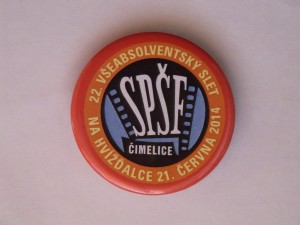 22. VŠEABSOLVENTSKÝ SLET
SPŠF
ČIMELICE
NA HVÍZDALCE 21. ČERVNA 2014